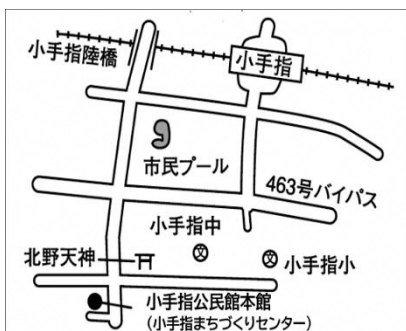 小手指陸橋
小手指
市民プール
463号バイパス
小手指中
文
北野天神
文
小手指小
小手指公民館本館
(小手指まちづくりセンター)